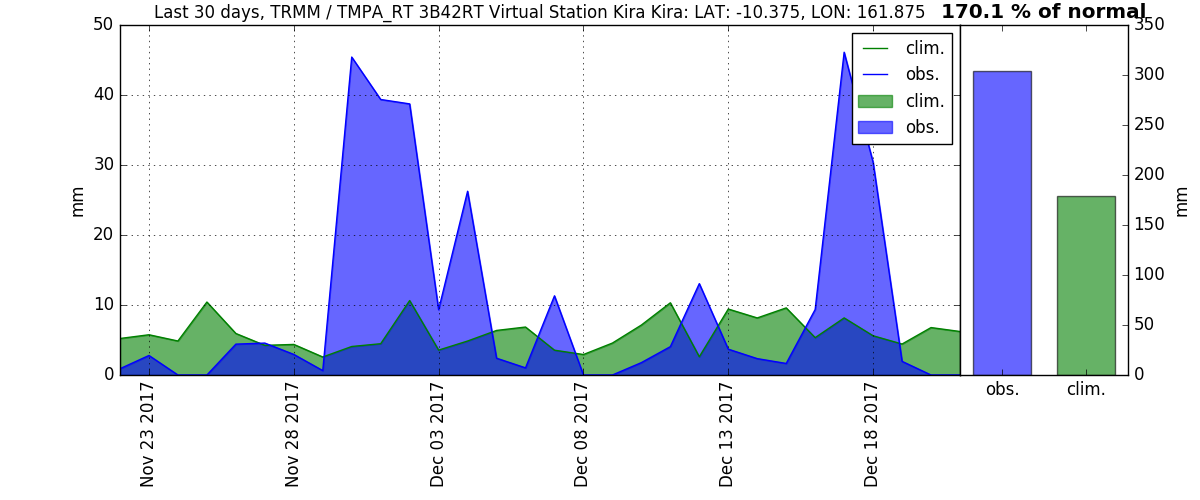 Last 30 days, TRMM / TMPA_RT 3B42RT Virtual Station Kira Kira: LAT: -10.375, LON: 161.875
170.1 % of normal
50
40
30
20
10
0
mm
clim.
obs.
clim.
obs.
350
300
250
200
150
100
50
0
mm
Nov 23 2017
Nov 28 2017
Dec 03 2017
Dec 08 2017
Dec 13 2017
Dec 18 2017
obs.
clim.